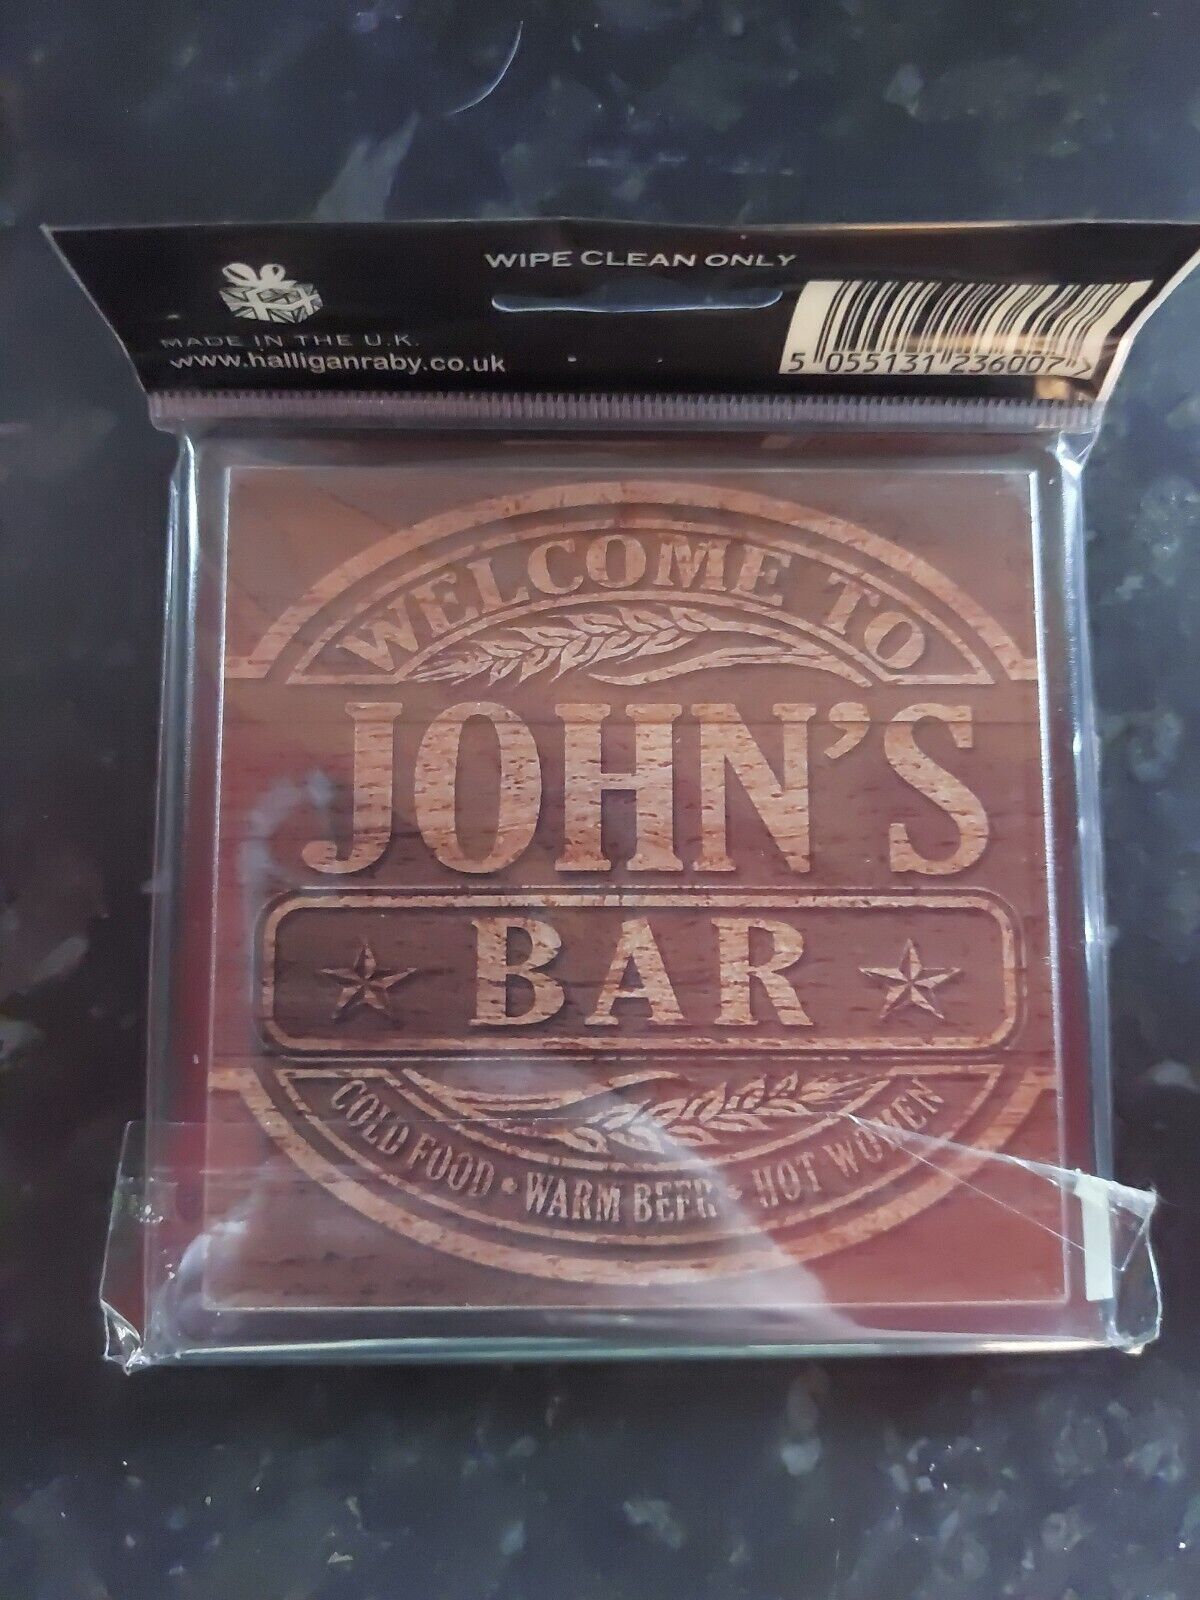 WIPE CLEAN ONLY
MADE IN THE U.K.
www.halliganraby.co.uk
5 055131 236007 >
WELCOME TO
JOHN'S
BAR
COLD FOOD • WARM BEER • HOT WOMEN